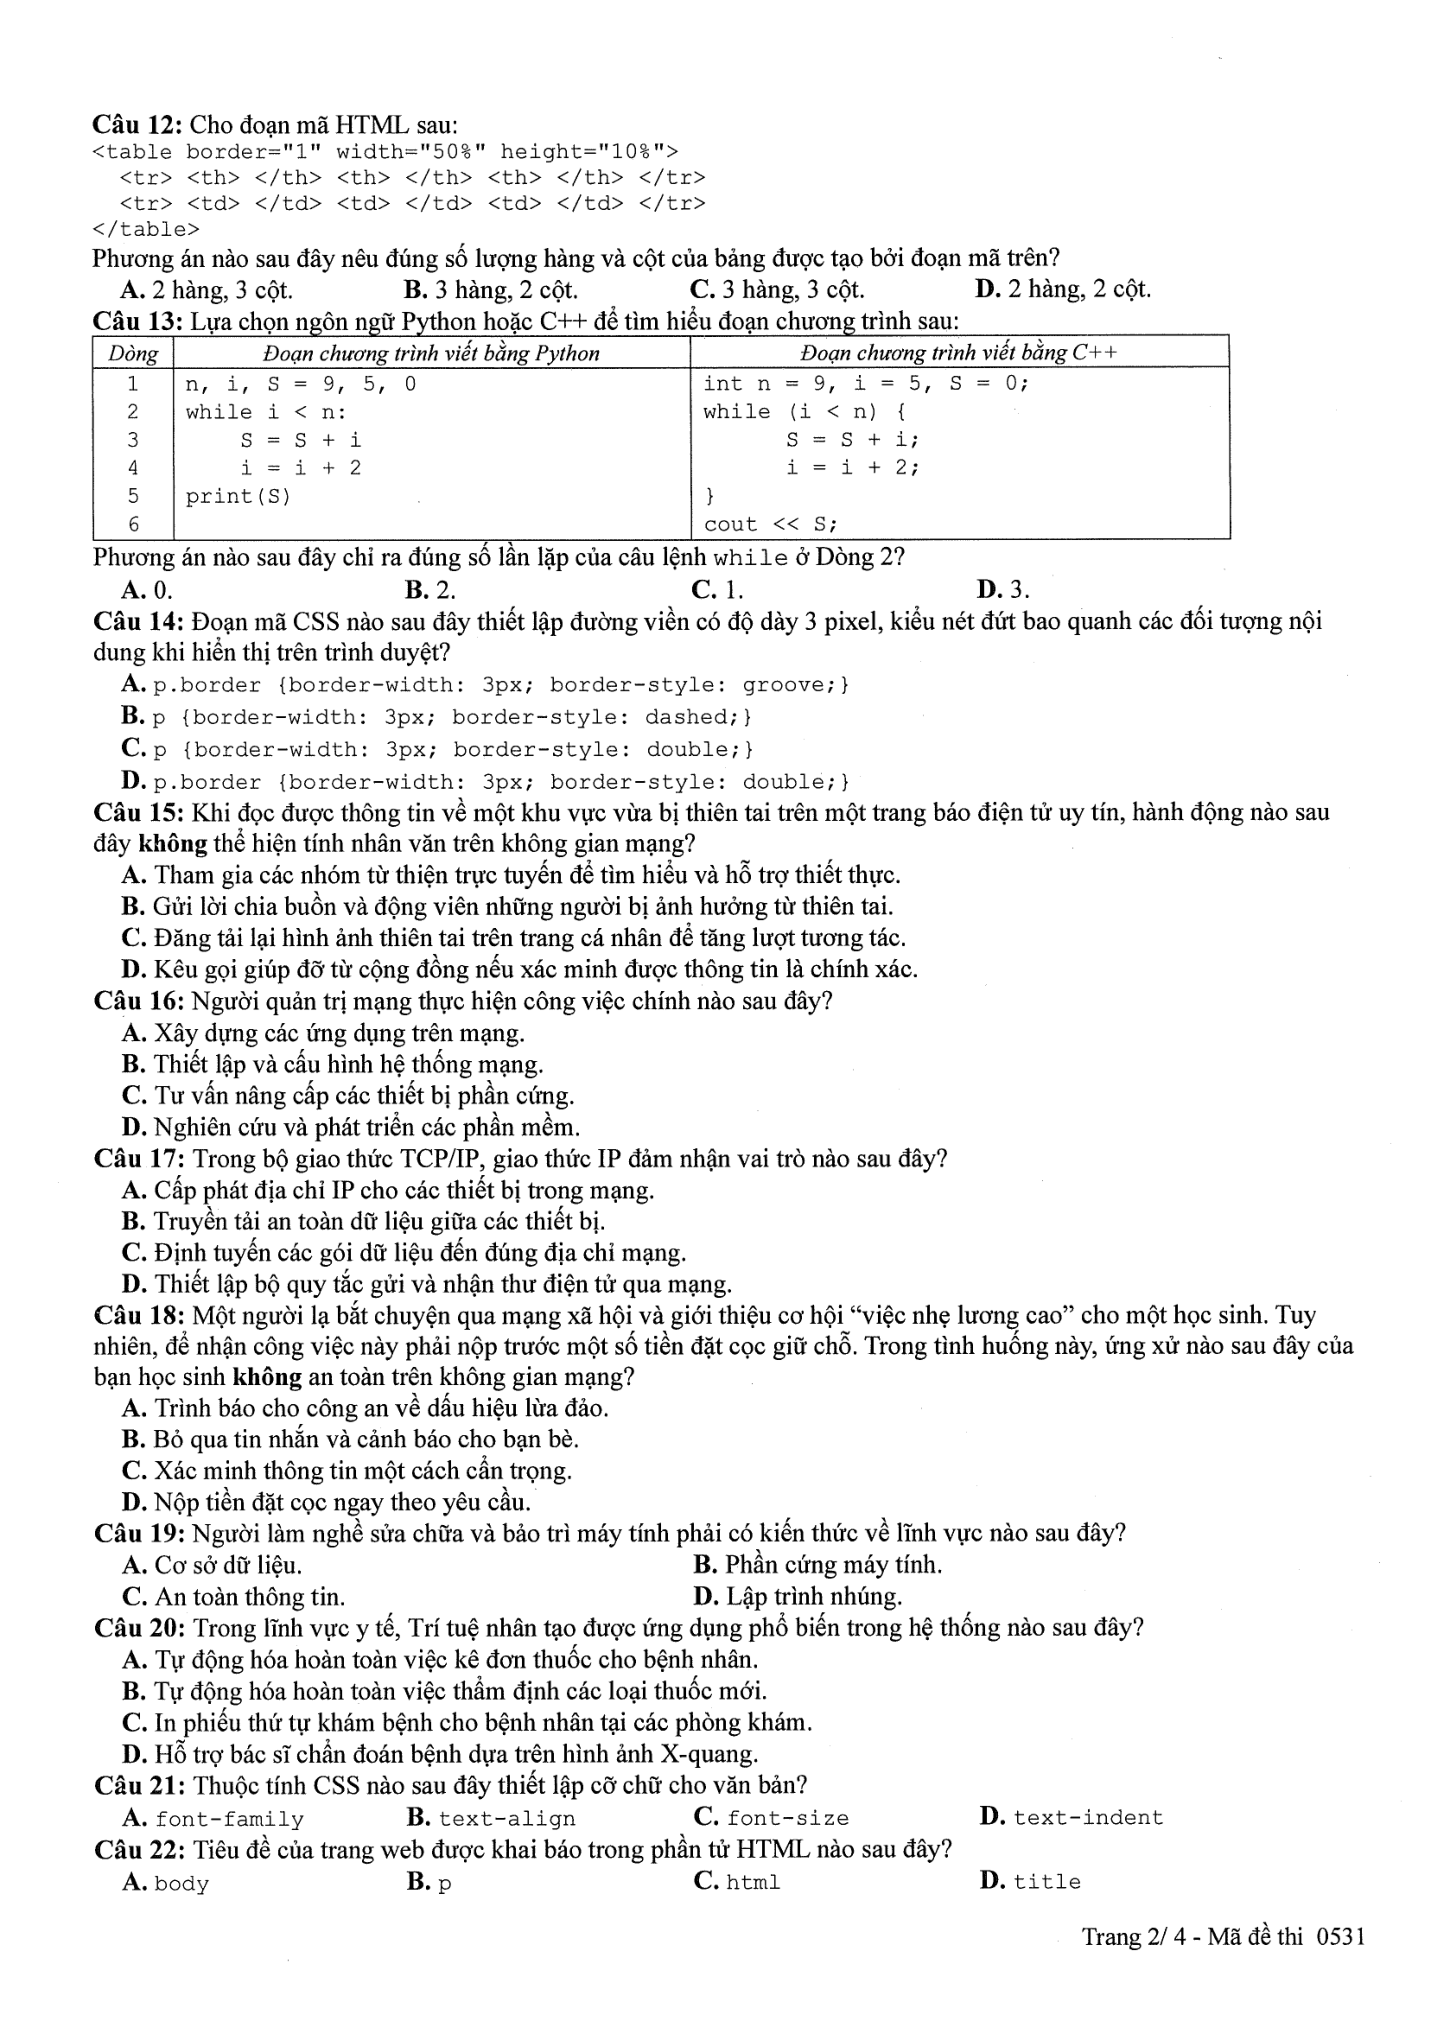 Câu 12: Cho đoạn mã HTML sau:
<table border="1" width="50%" height="10%">
<tr> <th> </th> <th> </th> <th> </th> </tr>
<tr> <td> </td> <td> </td> <td> </td> </tr>
</table>
Phương án nào sau đây nêu đúng số lượng hàng và cột của bảng được tạo bởi đoạn mã trên?
A. 2 hàng, 3 cột. B. 3 hàng, 2 cột. C. 3 hàng, 3 cột. D. 2 hàng, 2 cột.
Câu 13: Lựa chọn ngôn ngữ Python hoặc C++ để tìm hiểu đoạn chương trình sau:
Dòng Đoạn chương trình viết bằng Python Đoạn chương trình viết bằng C++
1 n, i, S = 9, 5, 0 int n = 9, i = 5, S = 0;
2 while i < n: while (i < n) {
3 S = S + i S = S + i;
4 i = i + 2 i = i + 2;
5 print(S) }
6 cout << S;
Phương án nào sau đây chỉ ra đúng số lần lặp của câu lệnh while ở Dòng 2?
A. 0. B. 2. C. 1. D. 3.
Câu 14: Đoạn mã CSS nào sau đây thiết lập đường viền có độ dày 3 pixel, kiểu nét đứt bao quanh các đối tượng nội
dung khi hiển thị trên trình duyệt?
A. p.border {border-width: 3px; border-style: groove;}
B. p {border-width: 3px; border-style: dashed;}
C. p {border-width: 3px; border-style: double;}
D. p.border {border-width: 3px; border-style: double;}
Câu 15: Khi đọc được thông tin về một khu vực vừa bị thiên tai trên một trang báo điện tử uy tín, hành động nào sau
đây không thể hiện tính nhân văn trên không gian mạng?
A. Tham gia các nhóm từ thiện trực tuyến để tìm hiểu và hỗ trợ thiết thực.
B. Gửi lời chia buồn và động viên những người bị ảnh hưởng từ thiên tai.
C. Đăng tải lại hình ảnh thiên tai trên trang cá nhân để tăng lượt tương tác.
D. Kêu gọi giúp đỡ từ cộng đồng nếu xác minh được thông tin là chính xác.
Câu 16: Người quản trị mạng thực hiện công việc chính nào sau đây?
A. Xây dựng các ứng dụng trên mạng.
B. Thiết lập và cấu hình hệ thống mạng.
C. Tư vấn nâng cấp các thiết bị phần cứng.
D. Nghiên cứu và phát triển các phần mềm.
Câu 17: Trong bộ giao thức TCP/IP, giao thức IP đảm nhận vai trò nào sau đây?
A. Cấp phát địa chỉ IP cho các thiết bị trong mạng.
B. Truyền tải an toàn dữ liệu giữa các thiết bị.
C. Định tuyến các gói dữ liệu đến đúng địa chỉ mạng.
D. Thiết lập bộ quy tắc gửi và nhận thư điện tử qua mạng.
Câu 18: Một người lạ bắt chuyện qua mạng xã hội và giới thiệu cơ hội “việc nhẹ lương cao” cho một học sinh. Tuy
nhiên, để nhận công việc này phải nộp trước một số tiền đặt cọc giữ chỗ. Trong tình huống này, ứng xử nào sau đây của
bạn học sinh không an toàn trên không gian mạng?
A. Trình báo cho công an về dấu hiệu lừa đảo.
B. Bỏ qua tin nhắn và cảnh báo cho bạn bè.
C. Xác minh thông tin một cách cẩn trọng.
D. Nộp tiền đặt cọc ngay theo yêu cầu.
Câu 19: Người làm nghề sửa chữa và bảo trì máy tính phải có kiến thức về lĩnh vực nào sau đây?
A. Cơ sở dữ liệu. B. Phần cứng máy tính.
C. An toàn thông tin. D. Lập trình nhúng.
Câu 20: Trong lĩnh vực y tế, Trí tuệ nhân tạo được ứng dụng phổ biến trong hệ thống nào sau đây?
A. Tự động hóa hoàn toàn việc kê đơn thuốc cho bệnh nhân.
B. Tự động hóa hoàn toàn việc thẩm định các loại thuốc mới.
C. In phiếu thứ tự khám bệnh cho bệnh nhân tại các phòng khám.
D. Hỗ trợ bác sĩ chẩn đoán bệnh dựa trên hình ảnh X-quang.
Câu 21: Thuộc tính CSS nào sau đây thiết lập cỡ chữ cho văn bản?
A. font-family B. text-align C. font-size D. text-indent
Câu 22: Tiêu đề của trang web được khai báo trong phần tử HTML nào sau đây?
A. body B. p C. html D. title
Trang 2/ 4 - Mã đề thi 0531